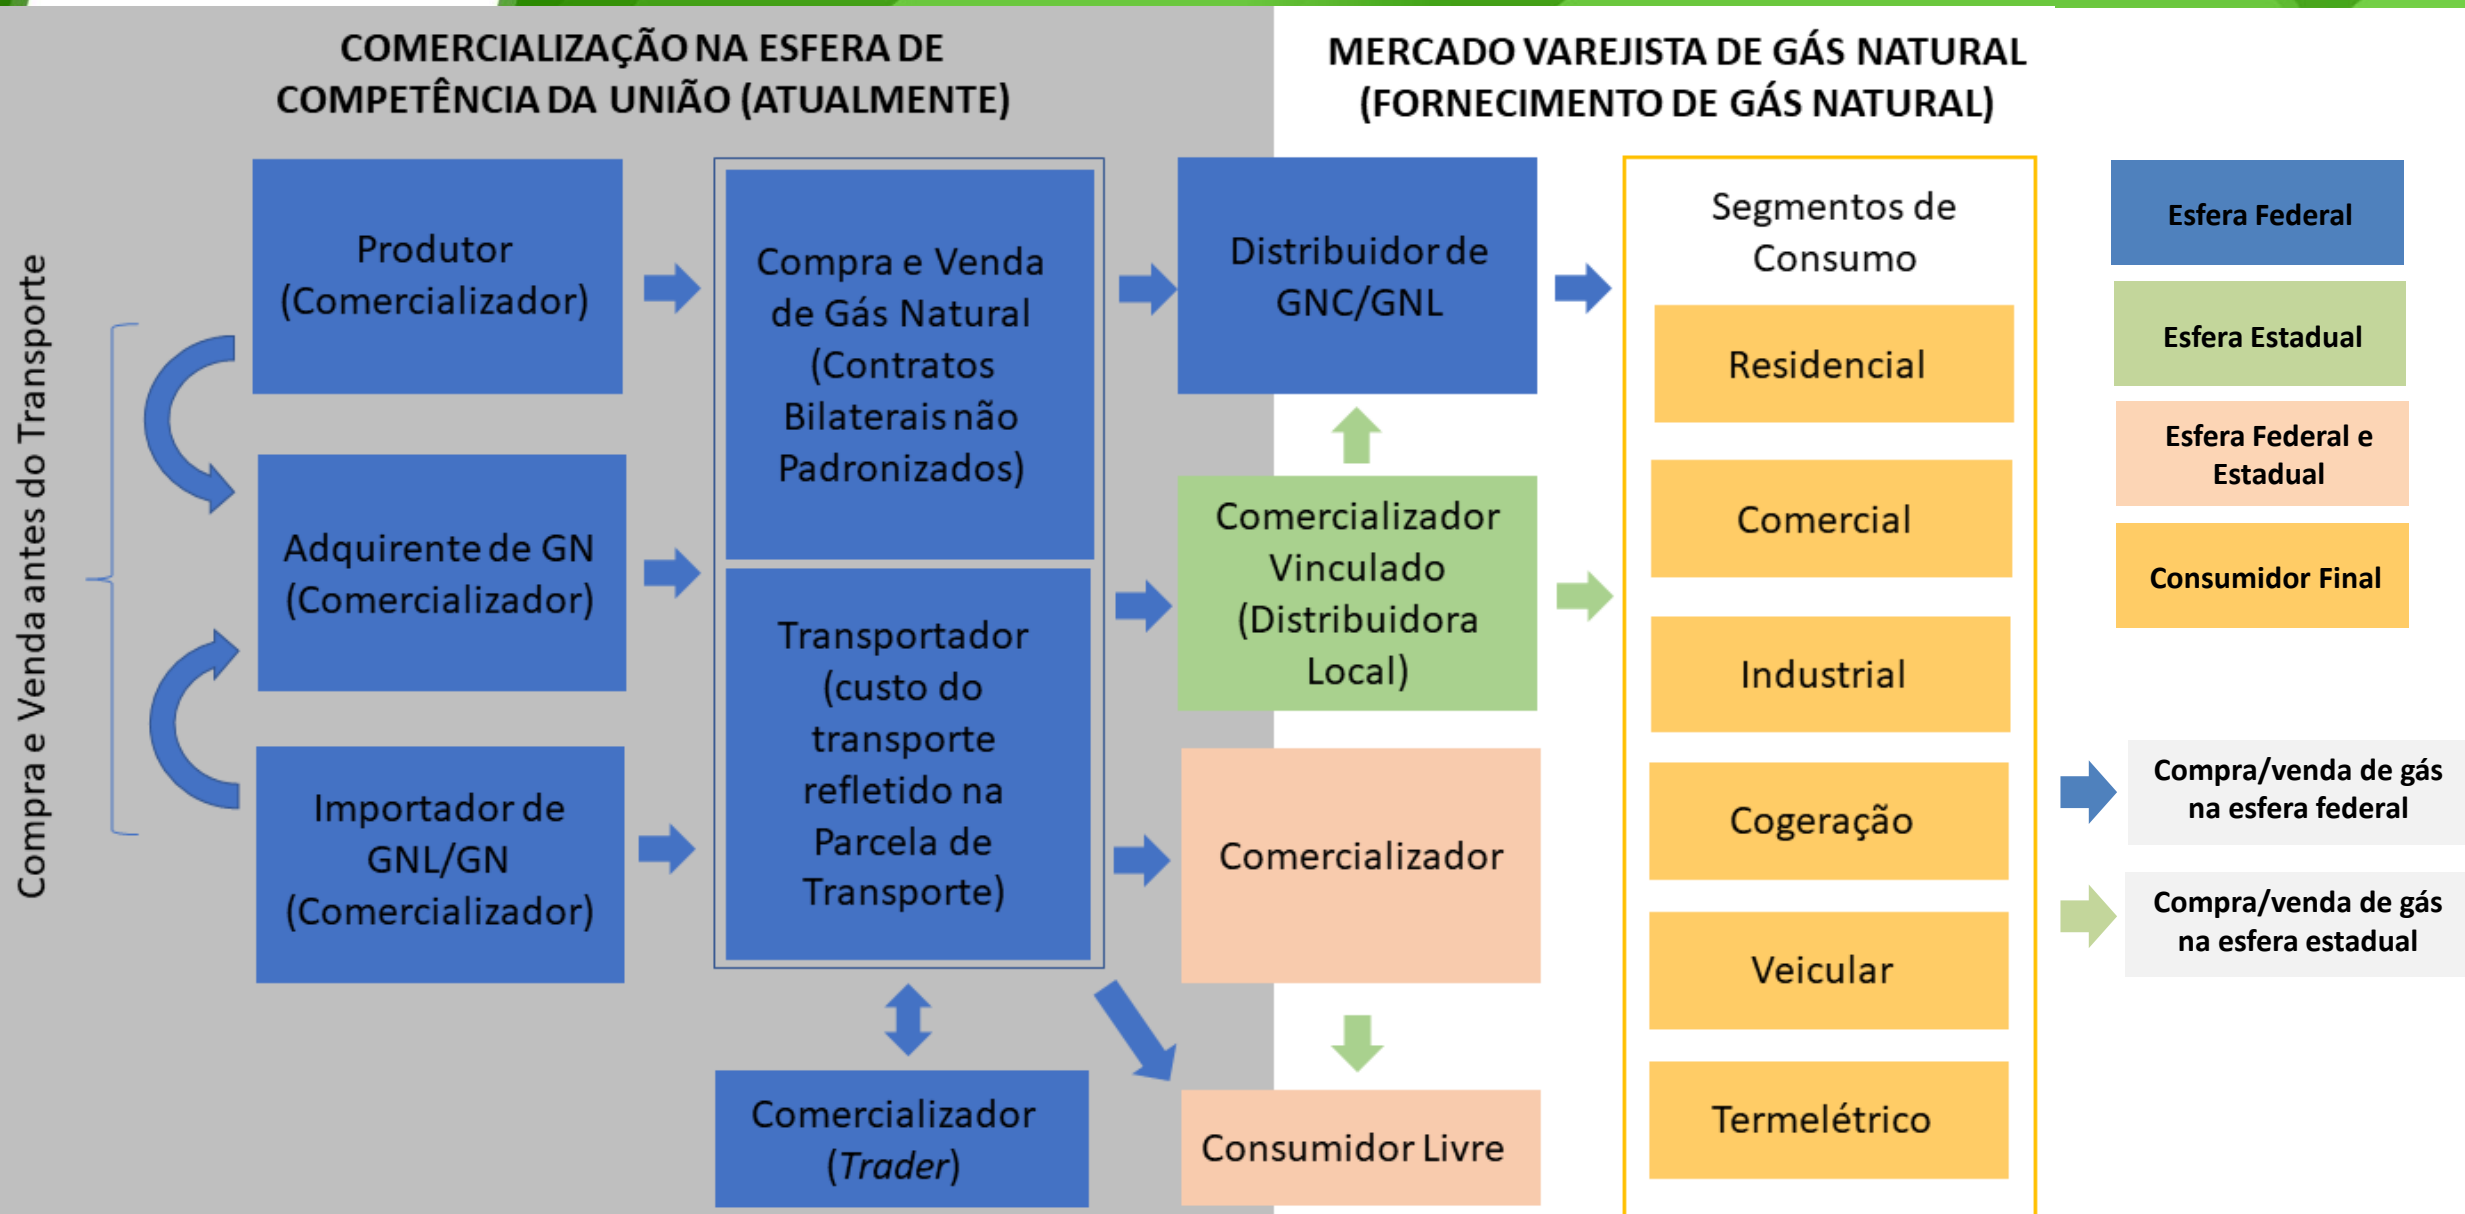 COMERCIALIZAÇÃO NA ESFERA DE
COMPETÊNCIA DA UNIÃO (ATUALMENTE)
MERCADO VAREJISTA DE GÁS NATURAL
(FORNECIMENTO DE GÁS NATURAL)
Compra e Venda antes do Transporte
Produtor
(Comercializador)
Adquirente de GN
(Comercializador)
Importador de
GNL/GN
(Comercializador)
Compra e Venda
de Gás Natural
(Contratos
Bilaterais não
Padronizados)
Transportador
(custo do
transporte
refletido na
Parcela de
Transporte)
Comercializador
(Trader)
Distribuidor de
GNC/GNL
Comercializador
Vinculado
(Distribuidora
Local)
Comercializador
Consumidor Livre
Segmentos de
Consumo
Residencial
Comercial
Industrial
Cogeração
Veicular
Termelétrico
Esfera Federal
Esfera Estadual
Esfera Federal e
Estadual
Consumidor Final
Compra/venda de gás
na esfera federal
Compra/venda de gás
na esfera estadual